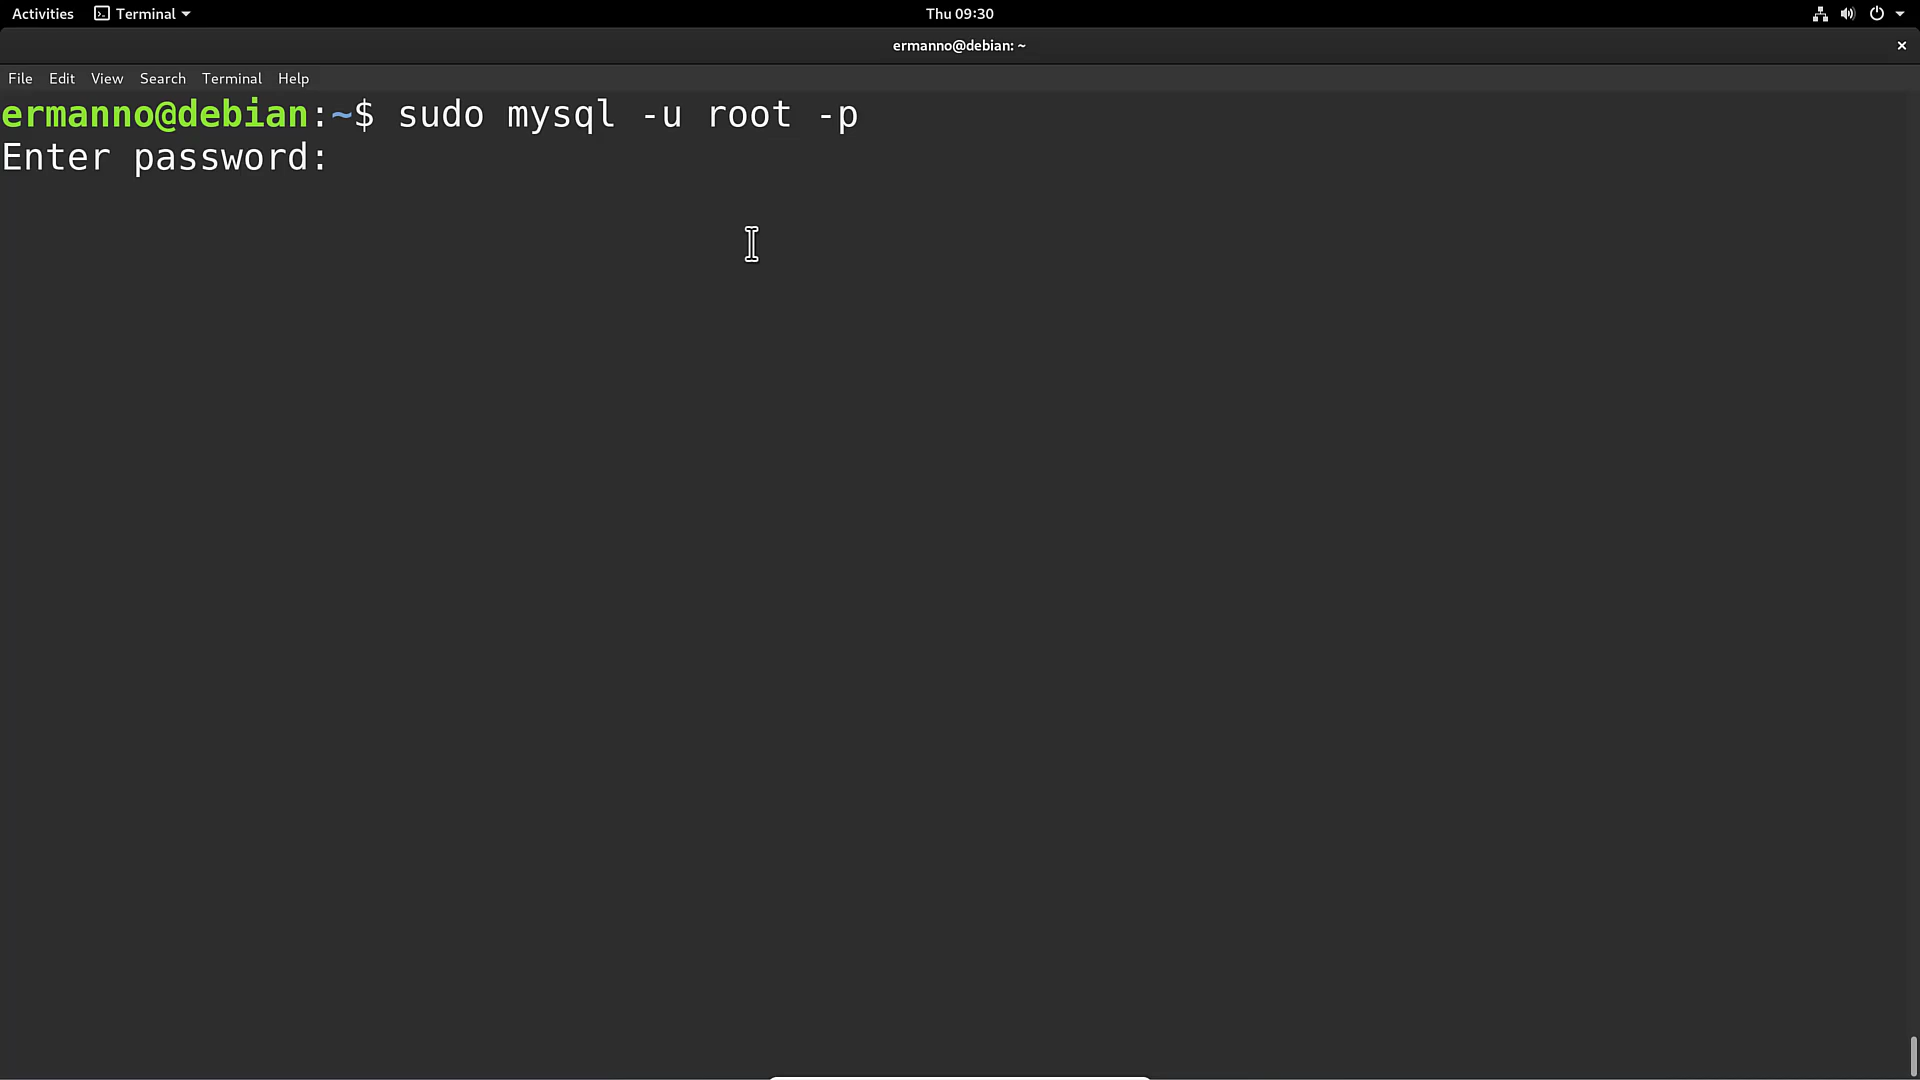 Activities Terminal Thu 09:30
ermanno@debian: ~
File Edit View Search Terminal Help
ermanno@debian:~$ sudo mysql -u root -p
Enter password: